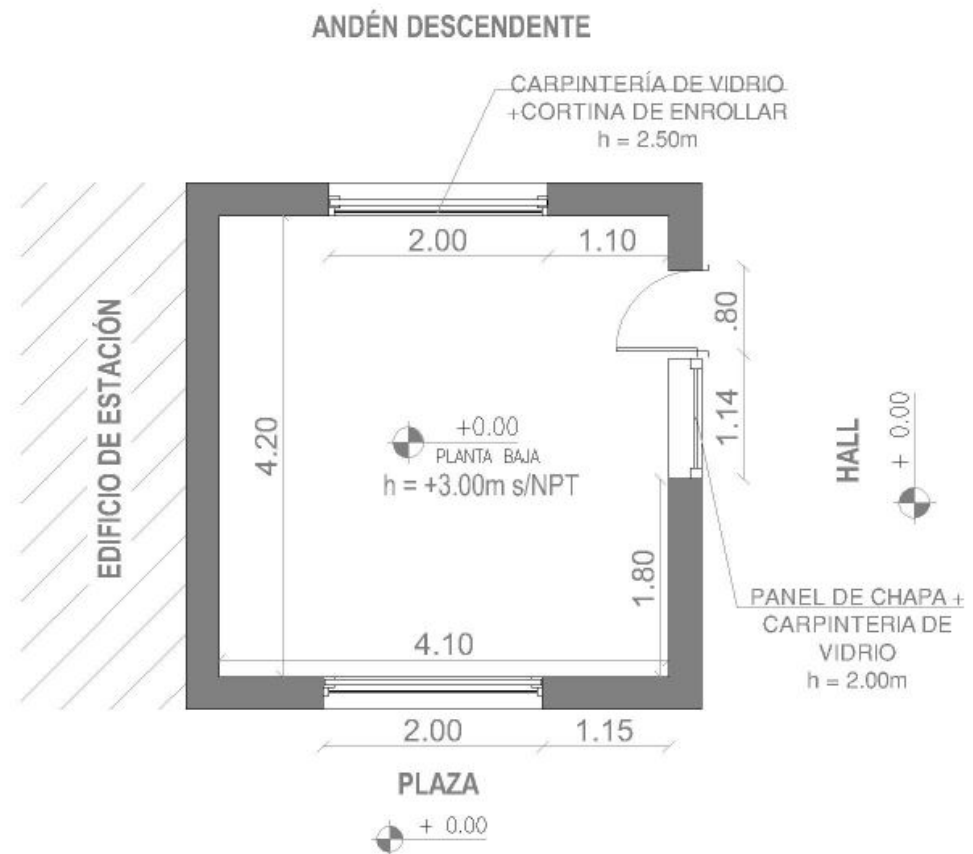 ANDÉN DESCENDENTE
CARPINTERÍA DE VIDRIO
+CORTINA DE ENROLLAR
h = 2.50m
2.00
1.10
.80
EDIFICIO DE ESTACIÓN
4.20
+0.00
PLANTA BAJA
h = +3.00m s/NPT
1.14
HALL
+ 0.00
1.80
PANEL DE CHAPA +
CARPINTERIA DE
VIDRIO
h = 2.00m
4.10
2.00
1.15
PLAZA
+ 0.00